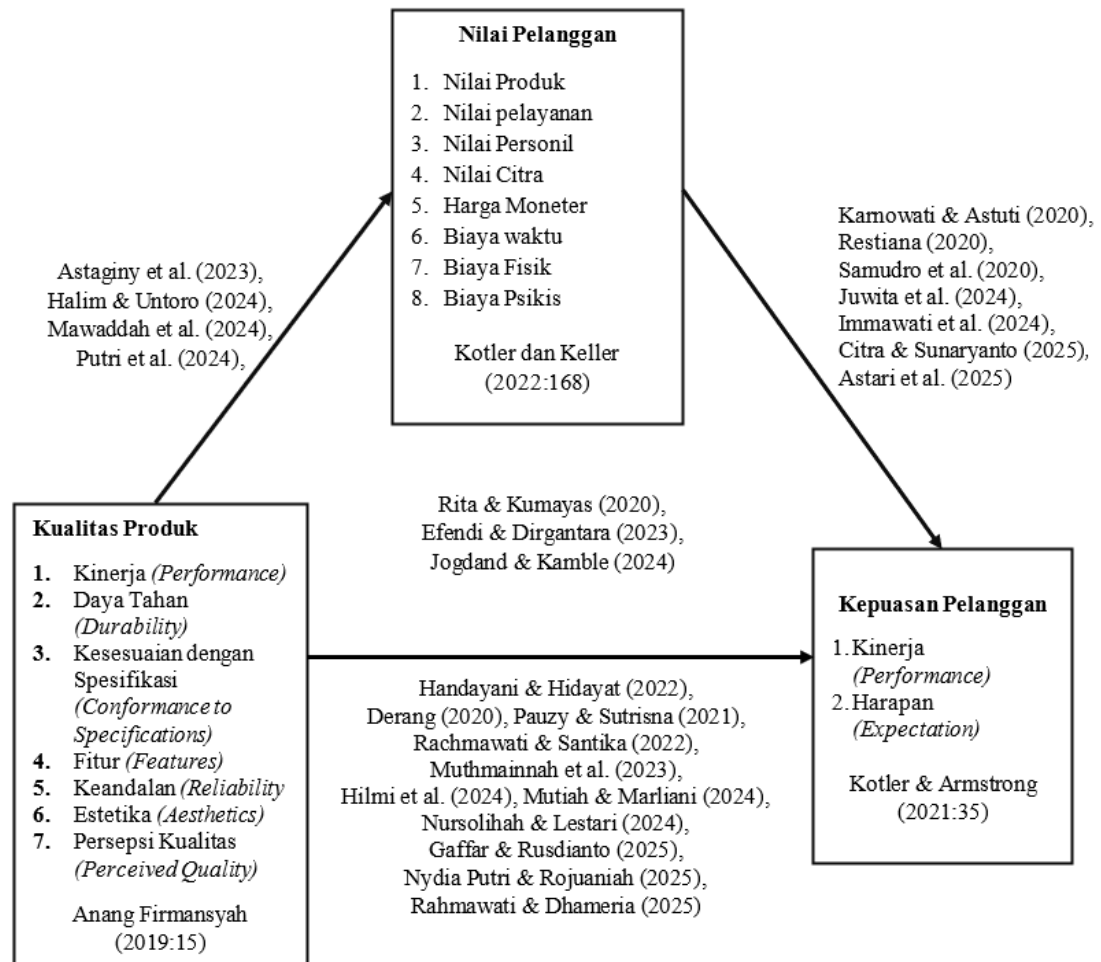 Nilai Pelanggan
1. Nilai Produk
2. Nilai pelayanan
3. Nilai Personil
4. Nilai Citra
5. Harga Moneter
6. Biaya waktu
7. Biaya Fisik
8. Biaya Psikis
Kotler dan Keller
(2022:168)
Astaginy et al. (2023),
Halim & Untoro (2024),
Mawaddah et al. (2024),
Putri et al. (2024),
Karnowati & Astuti (2020),
Restiana (2020),
Samudro et al. (2020),
Juwita et al. (2024),
Immawati et al. (2024),
Citra & Sunaryanto (2025),
Astari et al. (2025)
Rita & Kumayas (2020),
Efendi & Dirgantara (2023),
Jogdand & Kamble (2024)
Kualitas Produk
1. Kinerja (Performance)
2. Daya Tahan
(Durability)
3. Kesesuaian dengan
Spesifikasi
(Conformance to
Specifications)
4. Fitur (Features)
5. Keandalan (Reliability
6. Estetika (Aesthetics)
7. Persepsi Kualitas
(Perceived Quality)
Anang Firmansyah
(2019:15)
Handayani & Hidayat (2022),
Derang (2020), Pauzy & Sutrisna (2021),
Rachmawati & Santika (2022),
Muthmainnah et al. (2023),
Hilmi et al. (2024), Mutiah & Marliani (2024),
Nursolihah & Lestari (2024),
Gaffar & Rusdianto (2025),
Nydia Putri & Rojuaniah (2025),
Rahmawati & Dhameria (2025)
Kepuasan Pelanggan
1. Kinerja
(Performance)
2. Harapan
(Expectation)
Kotler & Armstrong
(2021:35)